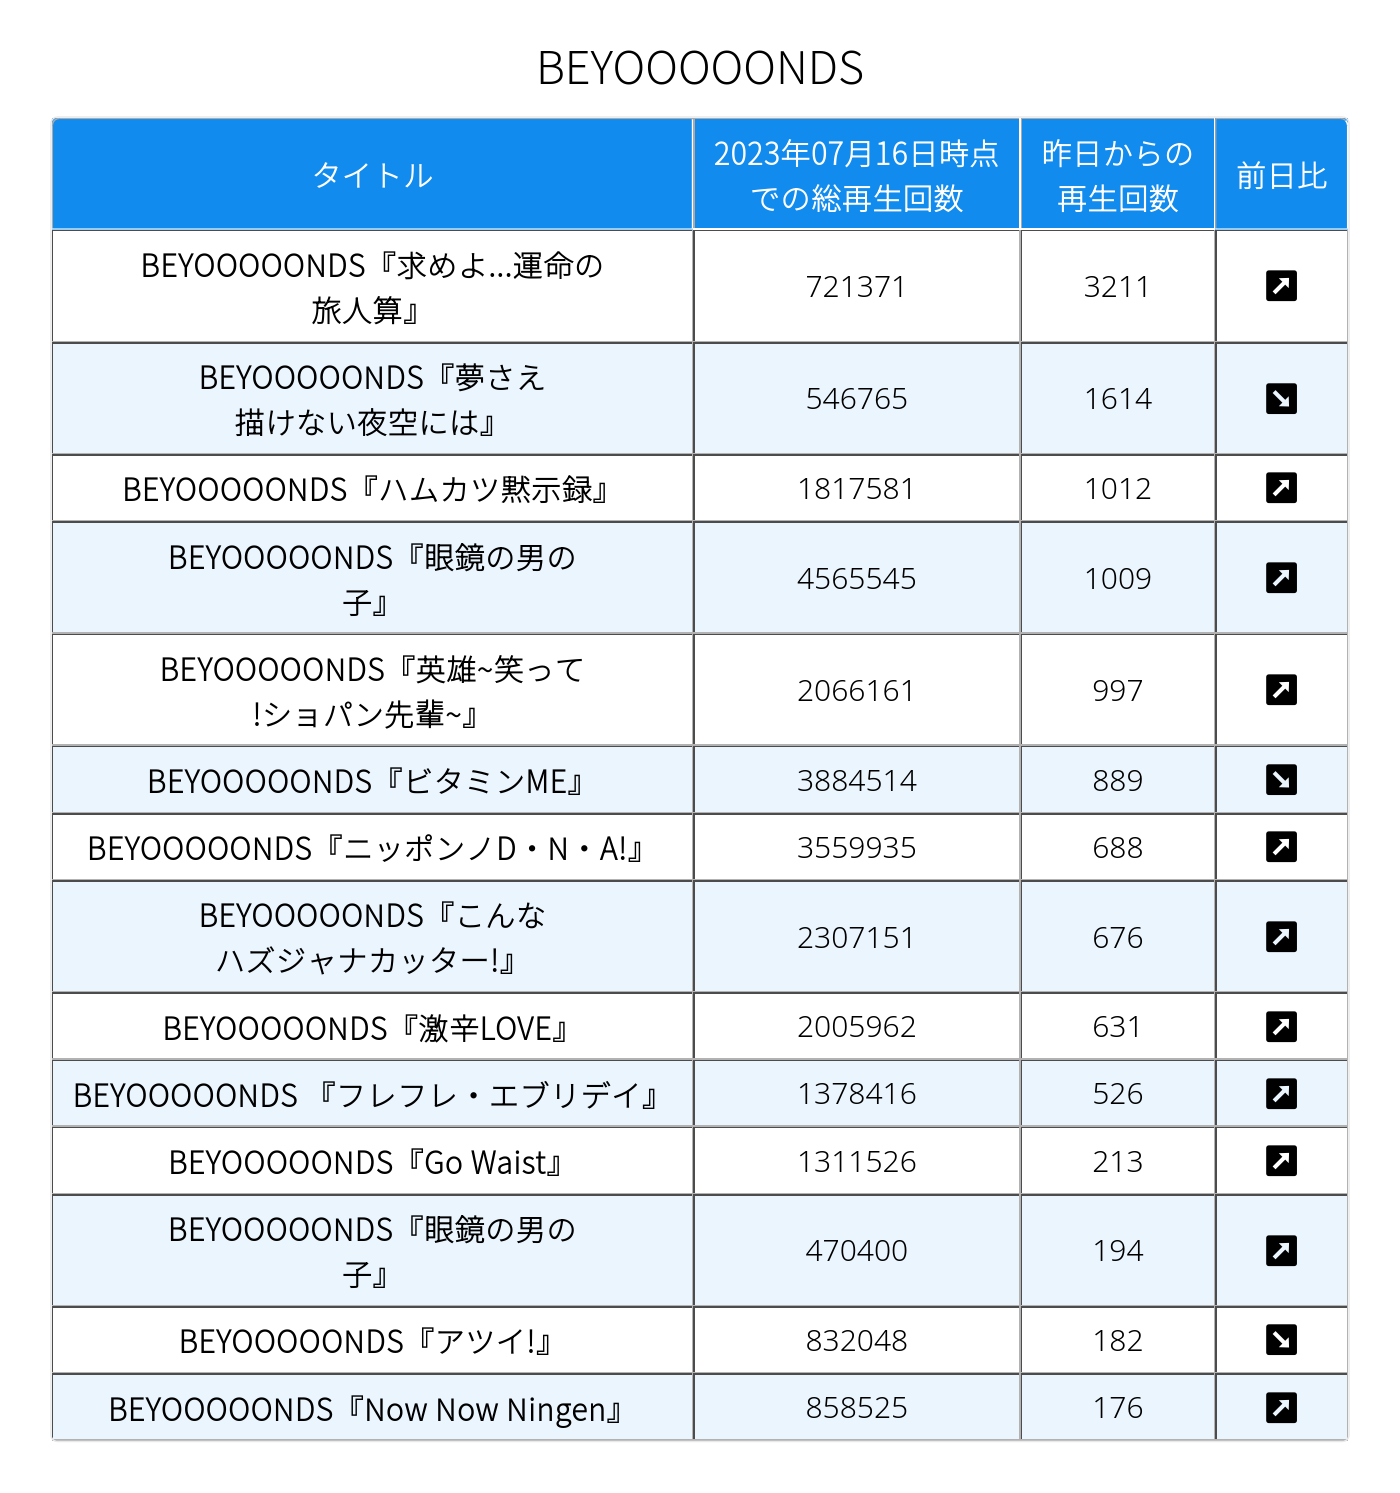 BEYOOOOONDS
タイトル
2023年07月16日時点
での総再生回数
昨日からの
再生回数
前日比
BEYOOOOONDS『求めよ...運命の
旅人算』
721371
3211
BEYOOOOONDS『夢さえ
描けない夜空には』
546765
1614
BEYOOOOONDS『ハムカツ黙示録』
1817581
1012
BEYOOOOONDS『眼鏡の男の
子』
4565545
1009
BEYOOOOONDS『英雄~笑って
!ショパン先輩~』
2066161
997
BEYOOOOONDS『ビタミンME』
3884514
889
BEYOOOOONDS『ニッポンノD・N・A!』
3559935
688
BEYOOOOONDS『こんな
ハズジャナカッター!』
2307151
676
BEYOOOOONDS『激辛LOVE』
2005962
631
BEYOOOOONDS 『フレフレ・エブリデイ』
1378416
526
BEYOOOOONDS『Go Waist』
1311526
213
BEYOOOOONDS『眼鏡の男の
子』
470400
194
BEYOOOOONDS『アツイ!』
832048
182
BEYOOOOONDS『Now Now Ningen』
858525
176